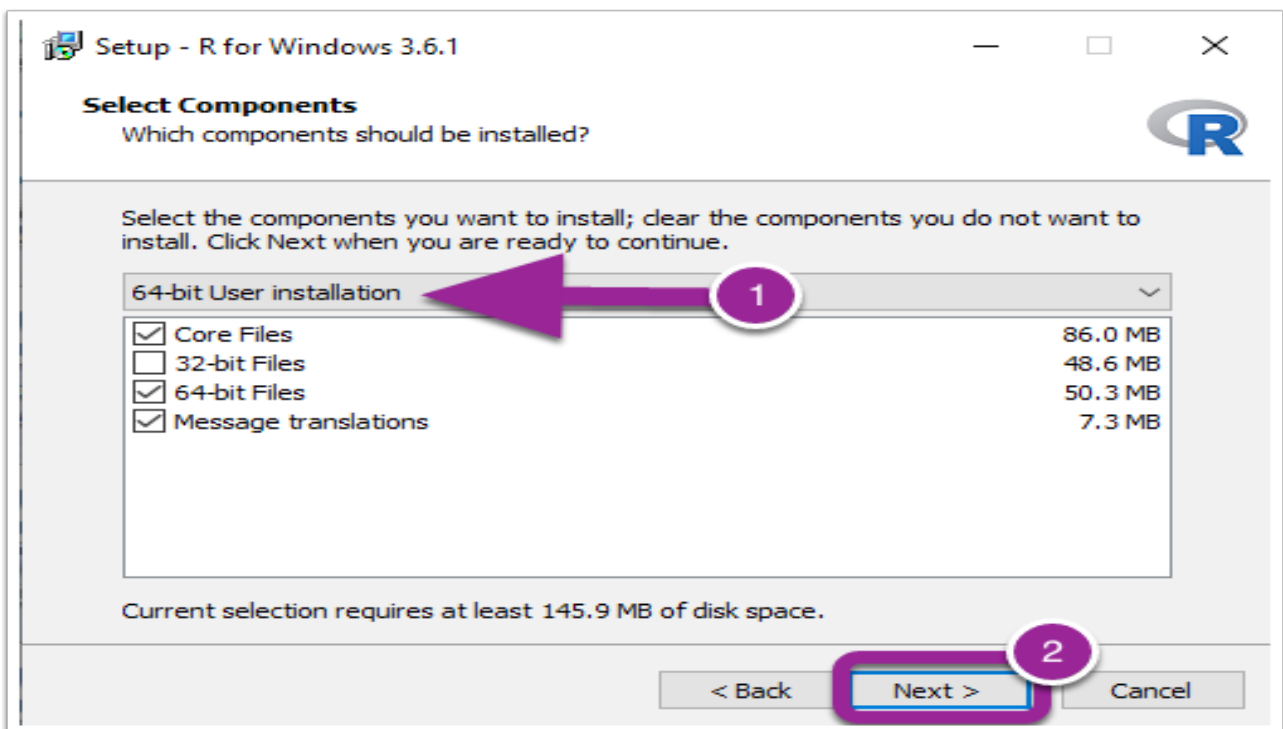 Setup - R for Windows 3.6.1
Select Components
Which components should be installed?
R
Select the components you want to install; clear the components you do not want to
install. Click Next when you are ready to continue.
64-bit User installation
1
Core Files 86.0 MB
32-bit Files 48.6 MB
64-bit Files 50.3 MB
Message translations 7.3 MB
Current selection requires at least 145.9 MB of disk space.
2
< Back Next > Cancel